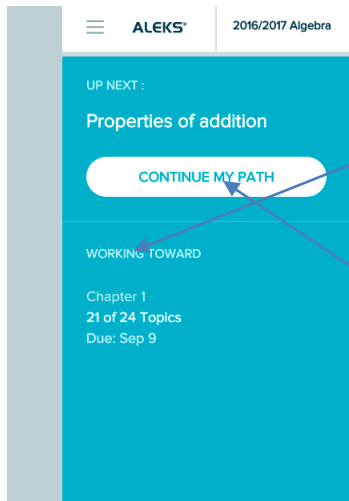 ALEKS® 2016/2017 Algebra
UP NEXT :
Properties of addition
CONTINUE MY PATH
WORKING TOWARD
Chapter 1
21 of 24 Topics
Due: Sep 9